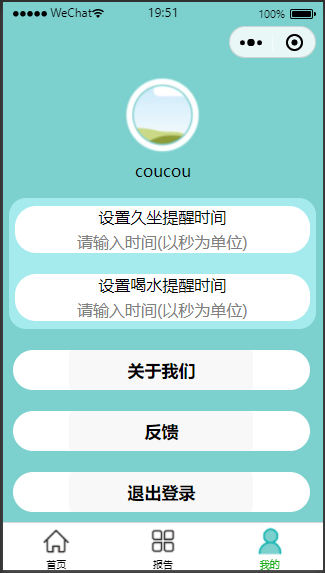 WeChat 19:51 100%
coucou
设置久坐提醒时间
请输入时间(以秒为单位)
设置喝水提醒时间
请输入时间(以秒为单位)
关于我们
反馈
退出登录
首页 报告 我的